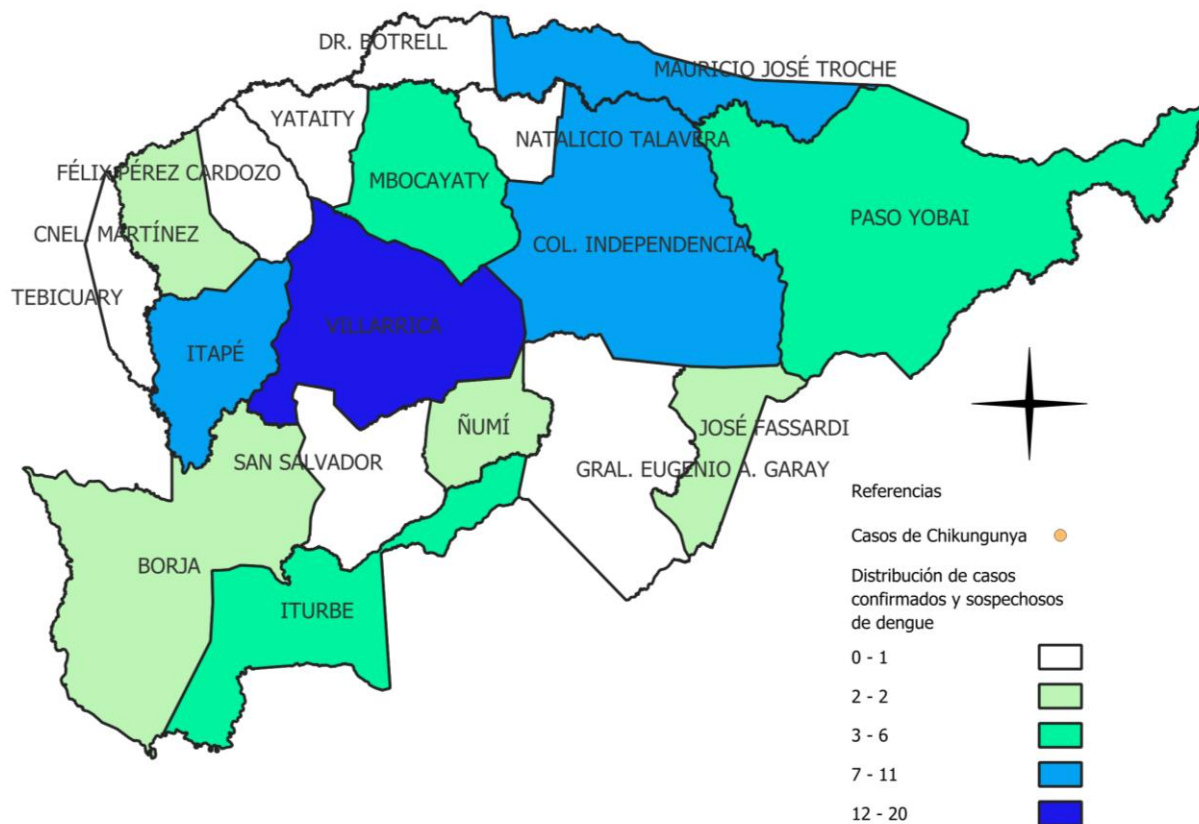 DR. BOTRELL
MAURICIO JOSÉ TROCHE
YATAITY
NATALICIO TALAVERA
FÉLIX PÉREZ CARDOZO
MBOCAYATY
PASO YOBAI
CNEL. MARTÍNEZ
COL. INDEPENDENCIA
TEBICUARY
VILLARRICA
ITAPÉ
ÑUMÍ
JOSÉ FASSARDI
SAN SALVADOR
GRAL. EUGENIO A. GARAY
BORJA
ITURBE
Referencias
Casos de Chikungunya
Distribución de casos
confirmados y sospechosos
de dengue
0 - 1
2 - 2
3 - 6
7 - 11
12 - 20